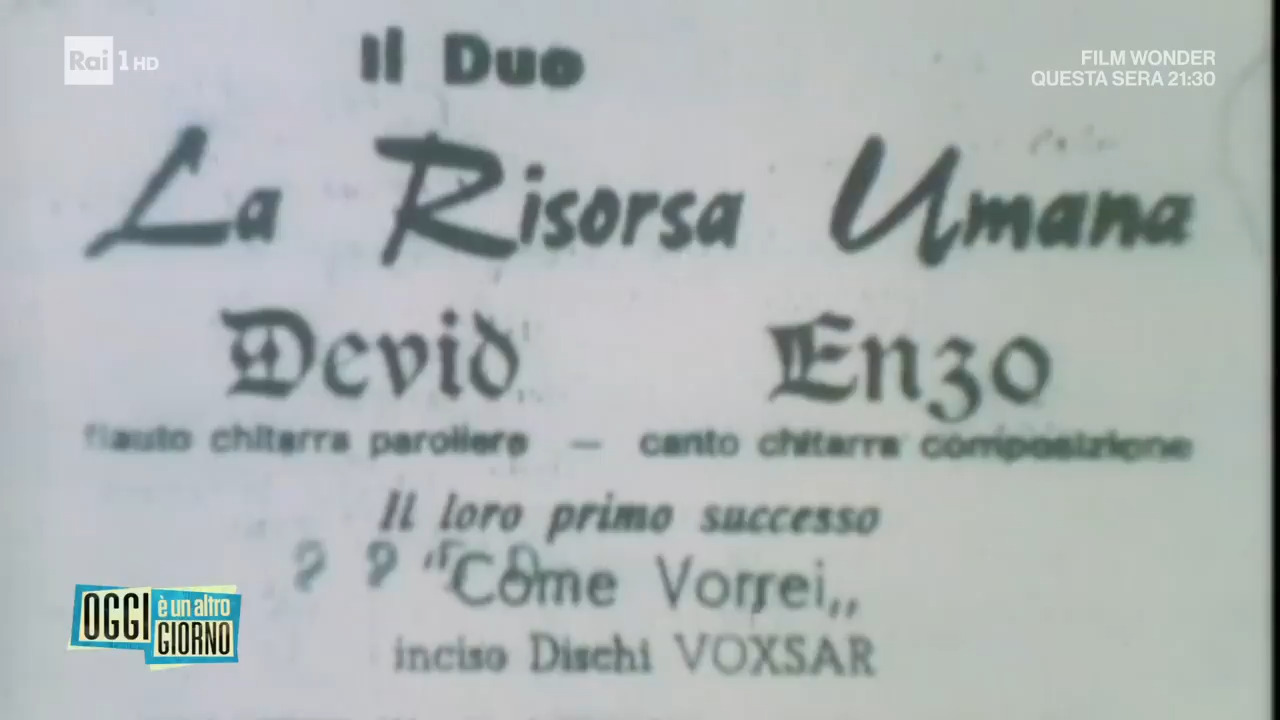 Rai 1 HD
FILM WONDER
QUESTA SERA 21:30
Il Duo
La Risorsa Umana
Devid Enzo
flauto chitarra paroliere — canto chitarra composizione
Il loro primo successo
? ? "Come Vorrei„
inciso Dischi VOXSAR
OGGI è un altro GIORNO